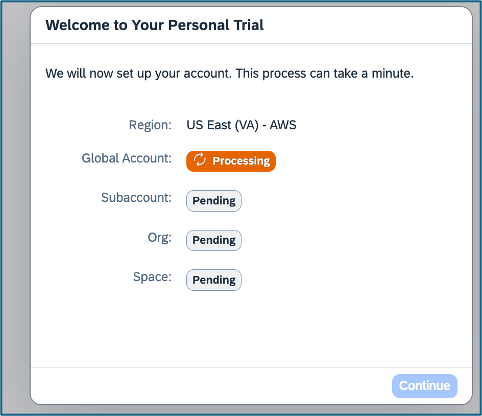 Welcome to Your Personal Trial
We will now set up your account. This process can take a minute.
Region: US East (VA) - AWS
Global Account: Processing
Subaccount: Pending
Org: Pending
Space: Pending
Continue